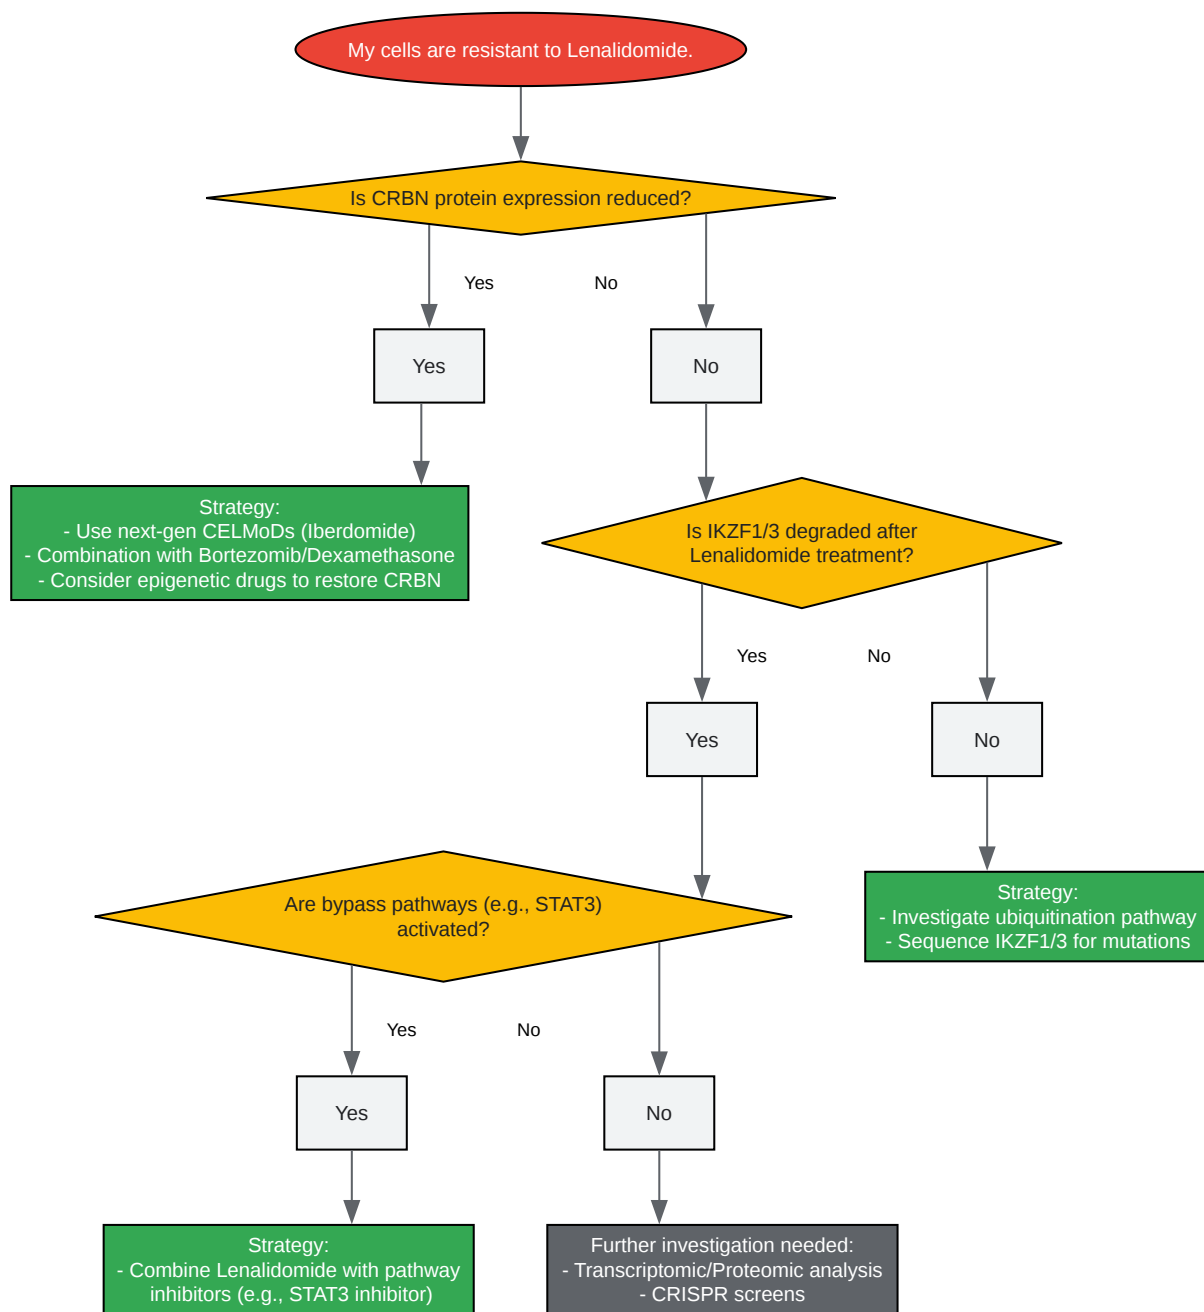 My cells are resistant to Lenalidomide.
Is CRBN protein expression reduced?
Yes
No
Yes
No
Strategy:
- Use next-gen CELMoDs (Iberdomide)
- Combination with Bortezomib/Dexamethasone
- Consider epigenetic drugs to restore CRBN
Is IKZF1/3 degraded after
Lenalidomide treatment?
Yes
No
Yes
No
Strategy:
- Investigate ubiquitination pathway
- Sequence IKZF1/3 for mutations
Are bypass pathways (e.g., STAT3)
activated?
Yes
No
Yes
No
Strategy:
- Combine Lenalidomide with pathway
inhibitors (e.g., STAT3 inhibitor)
Further investigation needed:
- Transcriptomic/Proteomic analysis
- CRISPR screens